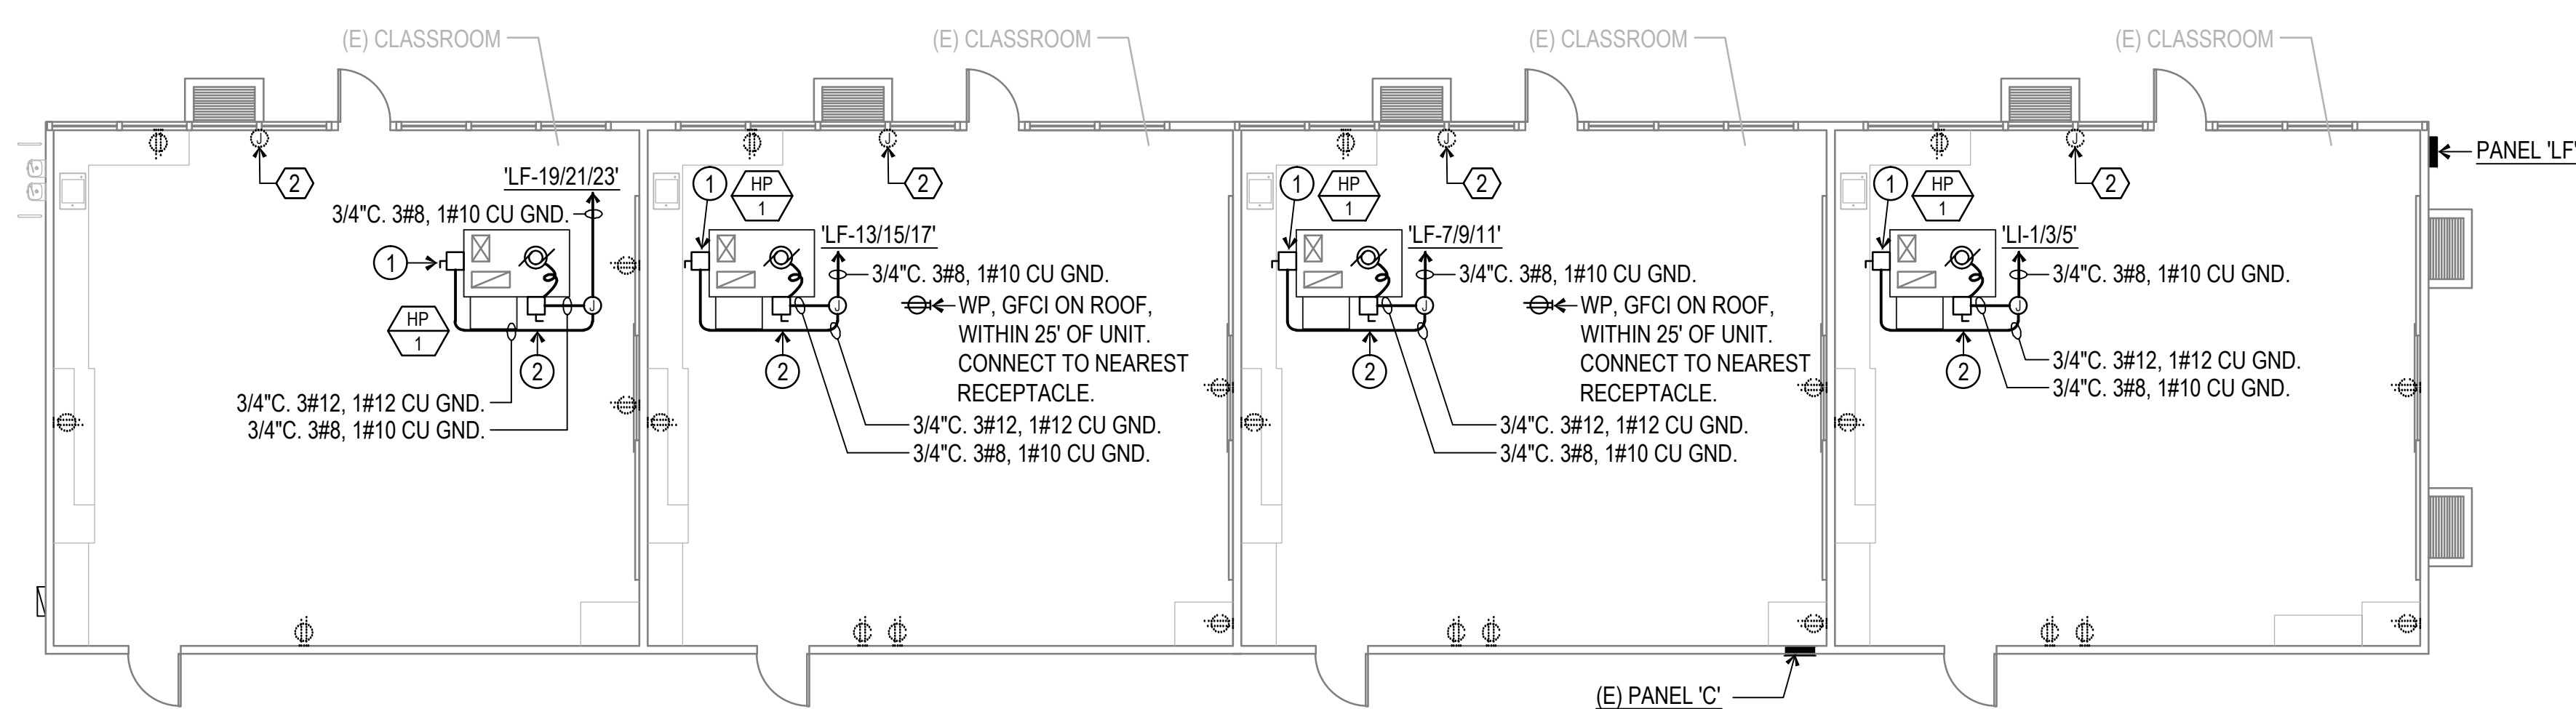 (E) CLASSROOM
(E) CLASSROOM
(E) CLASSROOM
(E) CLASSROOM
J
2
'LF-19/21/23'
3/4"C. 3#8, 1#10 CU GND.
1
J
HP
1
2
3/4"C. 3#12, 1#12 CU GND.
3/4"C. 3#8, 1#10 CU GND.
J
2
1
HP
1
'LF-13/15/17'
3/4"C. 3#8, 1#10 CU GND.
J
WP, GFCI ON ROOF,
WITHIN 25' OF UNIT.
CONNECT TO NEAREST
RECEPTACLE.
2
3/4"C. 3#12, 1#12 CU GND.
3/4"C. 3#8, 1#10 CU GND.
J
2
1
HP
1
'LF-7/9/11'
3/4"C. 3#8, 1#10 CU GND.
J
WP, GFCI ON ROOF,
WITHIN 25' OF UNIT.
CONNECT TO NEAREST
RECEPTACLE.
2
3/4"C. 3#12, 1#12 CU GND.
3/4"C. 3#8, 1#10 CU GND.
J
2
1
HP
1
'LI-1/3/5'
3/4"C. 3#8, 1#10 CU GND.
J
2
3/4"C. 3#12, 1#12 CU GND.
3/4"C. 3#8, 1#10 CU GND.
PANEL 'LF'
(E) PANEL 'C'